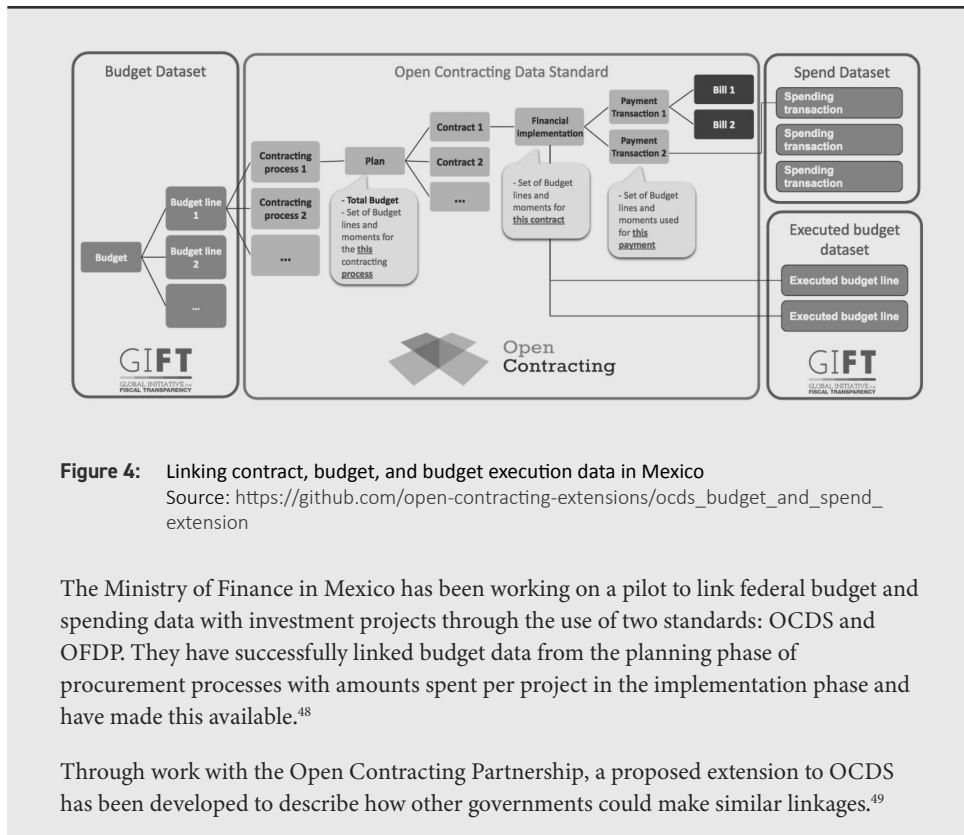 Budget Dataset
Budget
Budget line
1
Budget line
2
...
GIFT
GLOBAL INITIATIVE FOR
FISCAL TRANSPARENCY
Open Contracting Data Standard
Contracting
process 1
Contracting
process 2
...
Plan
- Total Budget
- Set of Budget
lines and
moments for
the this
contracting
process
Contract 1
Contract 2
...
Financial
implementation
- Set of Budget
lines and
moments for
this contract
Payment
Transaction 1
Payment
Transaction 2
- Set of Budget
lines and
moments used
for this
payment
Bill 1
Bill 2
Open
Contracting
Spend Dataset
Spending
transaction
Spending
transaction
Spending
transaction
Executed budget
dataset
Executed budget line
Executed budget line
GIFT
GLOBAL INITIATIVE FOR
FISCAL TRANSPARENCY
Figure 4: Linking contract, budget, and budget execution data in Mexico
Source: https://github.com/open-contracting-extensions/ocds_budget_and_spend_
extension
The Ministry of Finance in Mexico has been working on a pilot to link federal budget and
spending data with investment projects through the use of two standards: OCDS and
OFDP. They have successfully linked budget data from the planning phase of
procurement processes with amounts spent per project in the implementation phase and
have made this available.48
Through work with the Open Contracting Partnership, a proposed extension to OCDS
has been developed to describe how other governments could make similar linkages.49